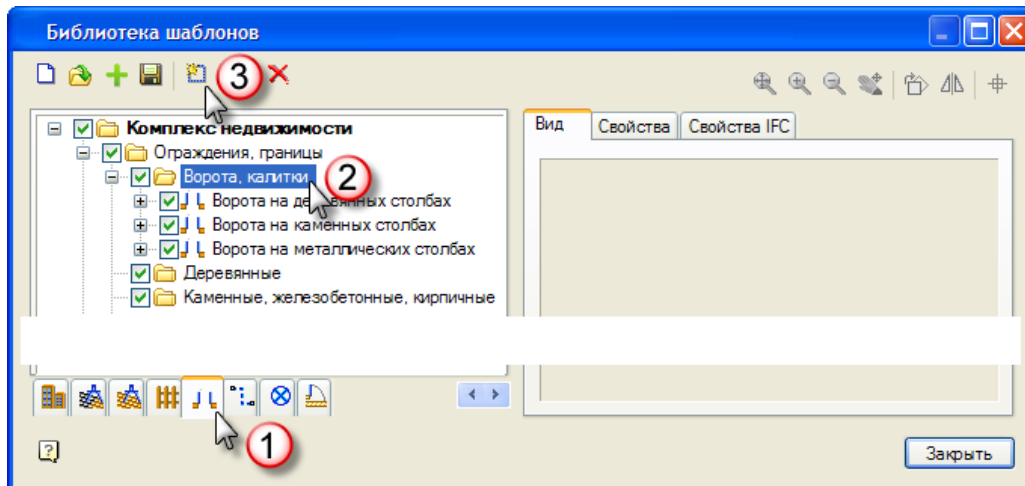 Библиотека шаблонов
3
Вид
Свойства
Свойства IFC
Комплекс недвижимости
Ограждения, границы
Ворота, калитки
2
Ворота на деревянных столбах
Ворота на каменных столбах
Ворота на металлических столбах
Деревянные
Каменные, железобетонные, кирпичные
1
?
Закрыть